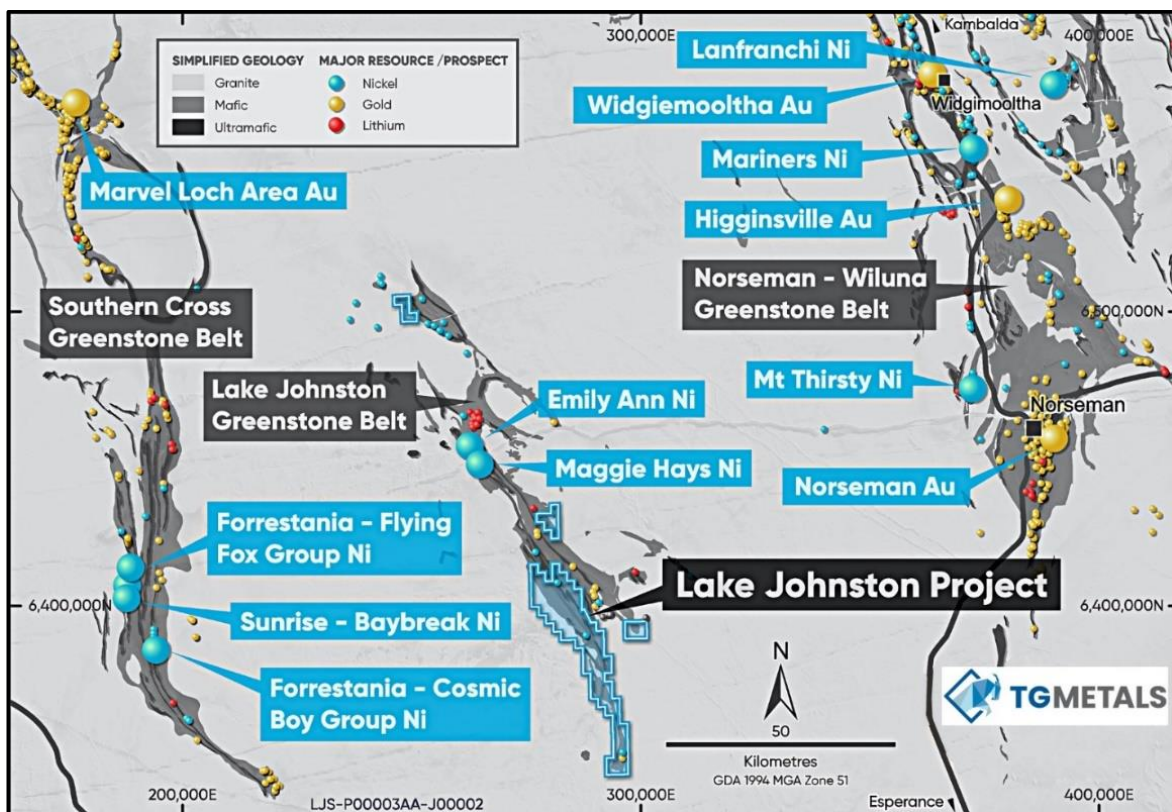 300,000E
Kambalda
400,000E
SIMPLIFIED GEOLOGY
MAJOR RESOURCE /PROSPECT
Granite
Nickel
Mafic
Gold
Ultramafic
Lithium
Lanfranchi Ni
Widgiemooltha Au
Widgimooltha
Marvel Loch Area Au
Mariners Ni
Higginsville Au
Norseman - Wiluna
Greenstone Belt
Southern Cross
Greenstone Belt
6,500,000N
Lake Johnston
Greenstone Belt
Emily Ann Ni
Mt Thirsty Ni
Norseman
Maggie Hays Ni
Norseman Au
Forrestania - Flying
Fox Group Ni
Lake Johnston Project
6,400,000N
6,400,000N
Sunrise - Baybreak Ni
Forrestania - Cosmic
Boy Group Ni
N
50
Kilometres
GDA 1994 MGA Zone 51
TGMETALS
200,000E
LJS-P00003AA-J00002
300,000E
Esperance
400,000E